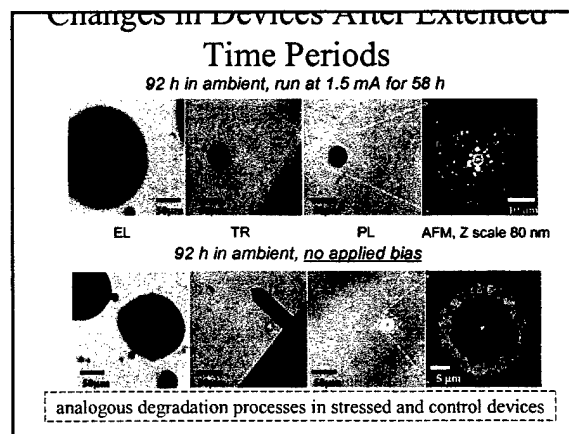 Changes in Devices After Extended
Time Periods
92 h in ambient, run at 1.5 mA for 58 h
EL TR PL AFM, Z scale 80 nm
92 h in ambient, no applied bias
50µm
5 µm
analogous degradation processes in stressed and control devices